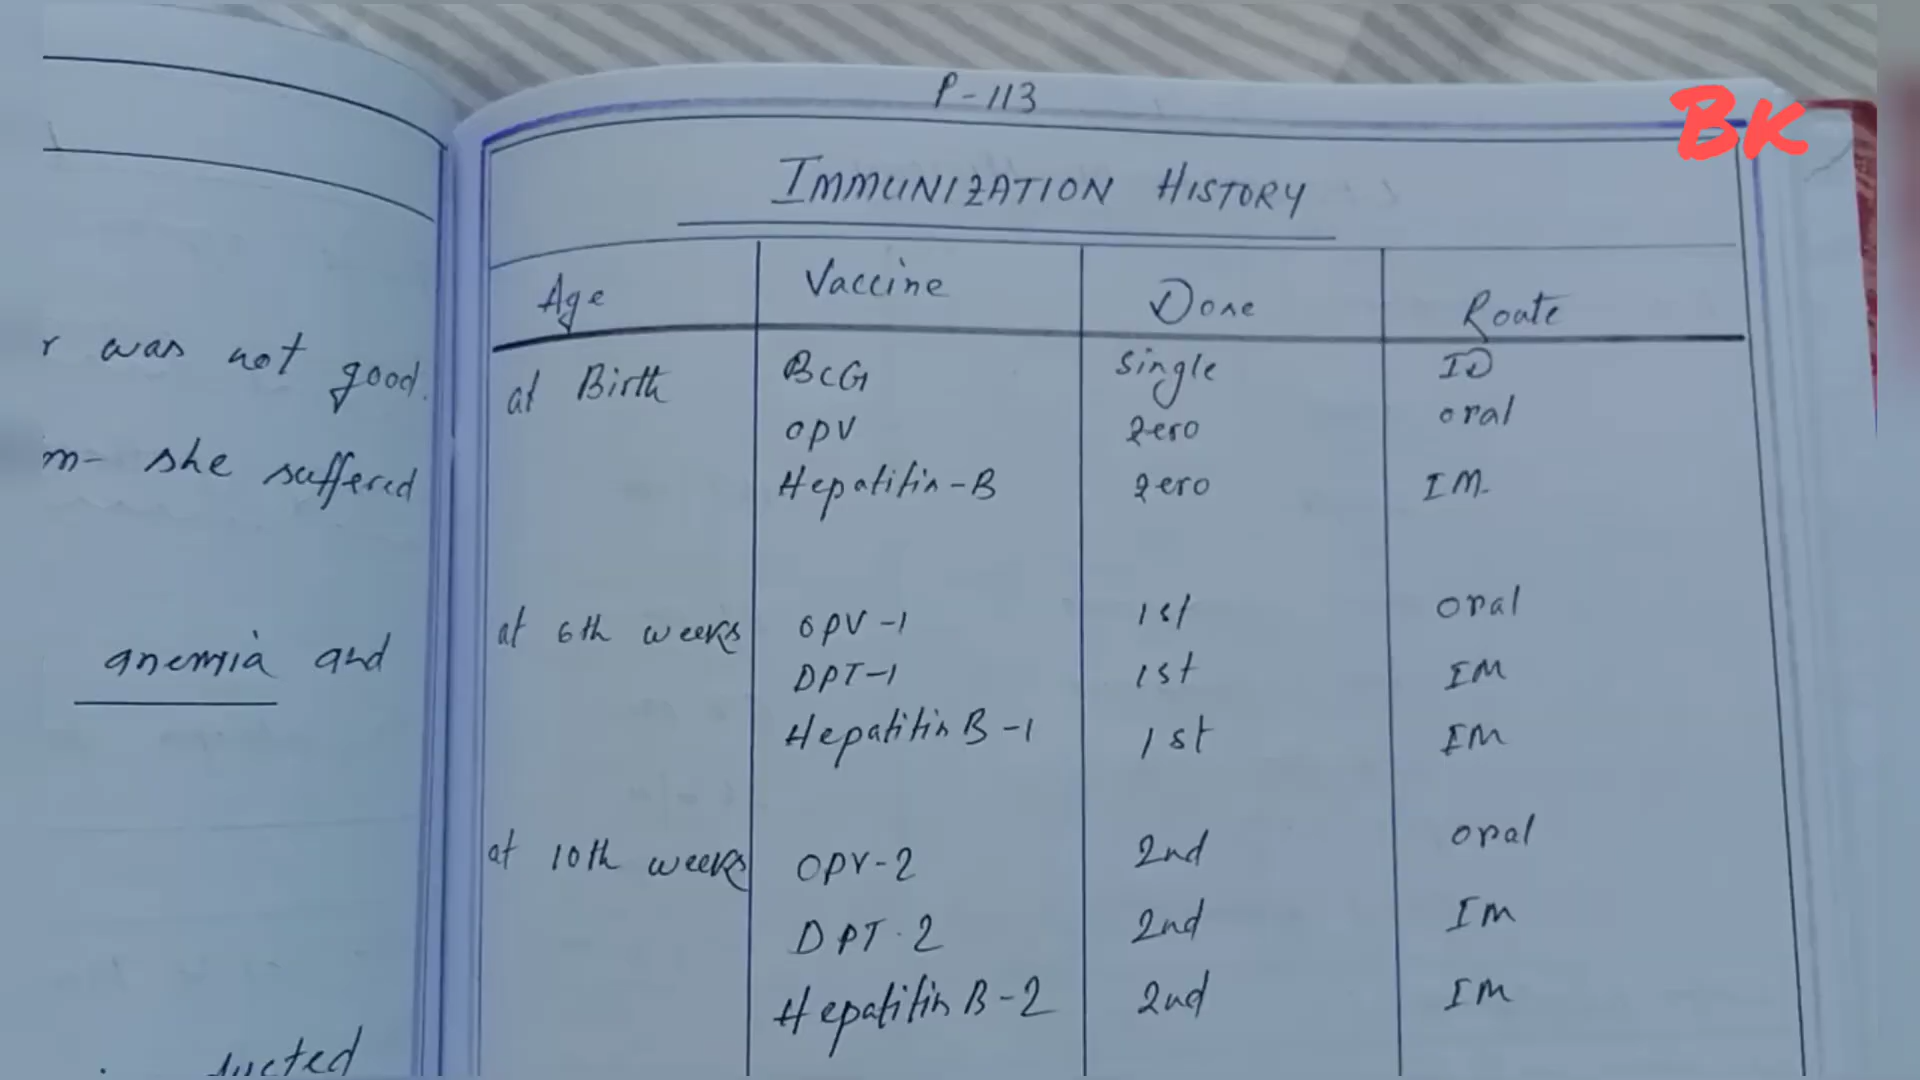 P-113
BK
IMMUNIZATION HISTORY
Age Vaccine Dose Route
at Birth BCG single ID
OPV zero oral
Hepatitis-B zero IM.
at 6th weeks OPV-1 1st oral
DPT-1 1st IM
Hepatitis B-1 1st IM
at 10th weeks OPV-2 2nd oral
DPT-2 2nd IM
Hepatitis B-2 2nd IM
was not good.
she suffered
anemia and